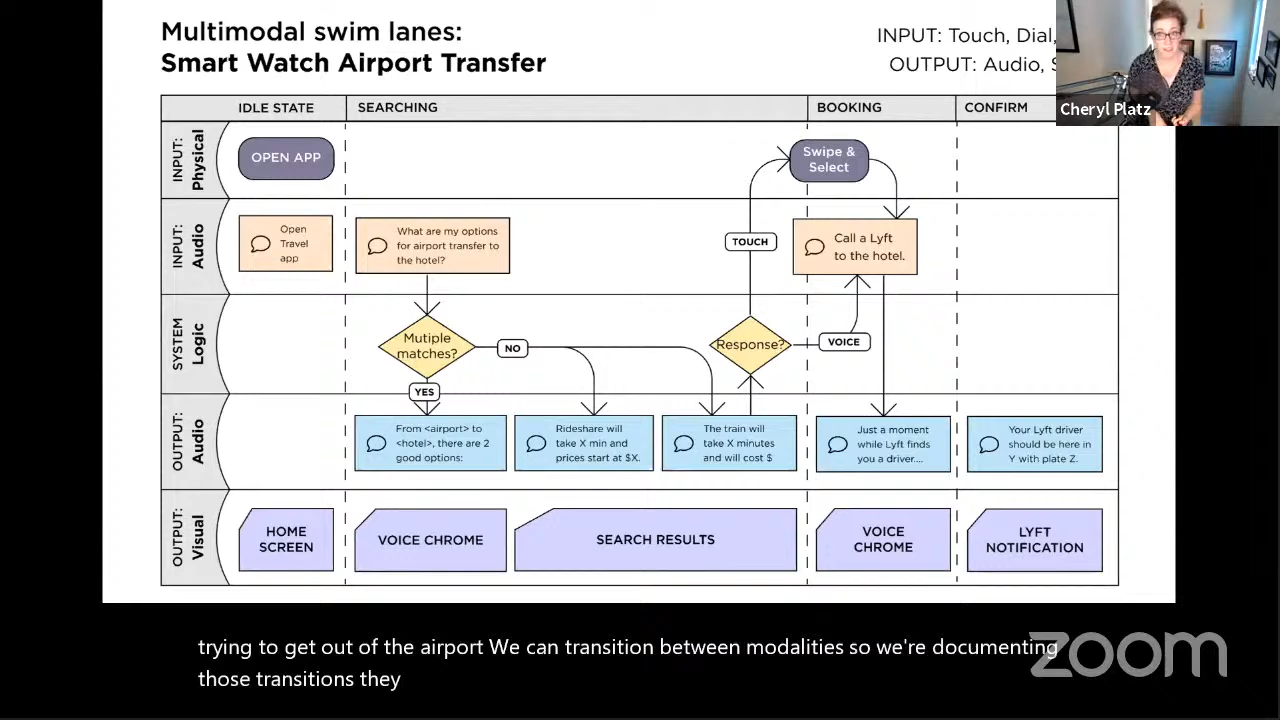 Multimodal swim lanes:
Smart Watch Airport Transfer
INPUT: Touch, Dial,
OUTPUT: Audio,
Cheryl Platz
IDLE STATE
SEARCHING
BOOKING
CONFIRM
INPUT:
Physical
OPEN APP
Swipe &
Select
INPUT:
Audio
Open
Travel
app
What are my options
for airport transfer to
the hotel?
TOUCH
Call a Lyft
to the hotel.
SYSTEM
Logic
Mutiple
matches?
NO
YES
Response?
VOICE
OUTPUT:
Audio
From <airport> to
<hotel>, there are 2
good options:
Rideshare will
take X min and
prices start at $X.
The train will
take X minutes
and will cost $
Just a moment
while Lyft finds
you a driver....
Your Lyft driver
should be here in
Y with plate Z.
OUTPUT:
Visual
HOME
SCREEN
VOICE CHROME
SEARCH RESULTS
VOICE
CHROME
LYFT
NOTIFICATION
trying to get out of the airport We can transition between modalities so we're documenting
those transitions they
zoom